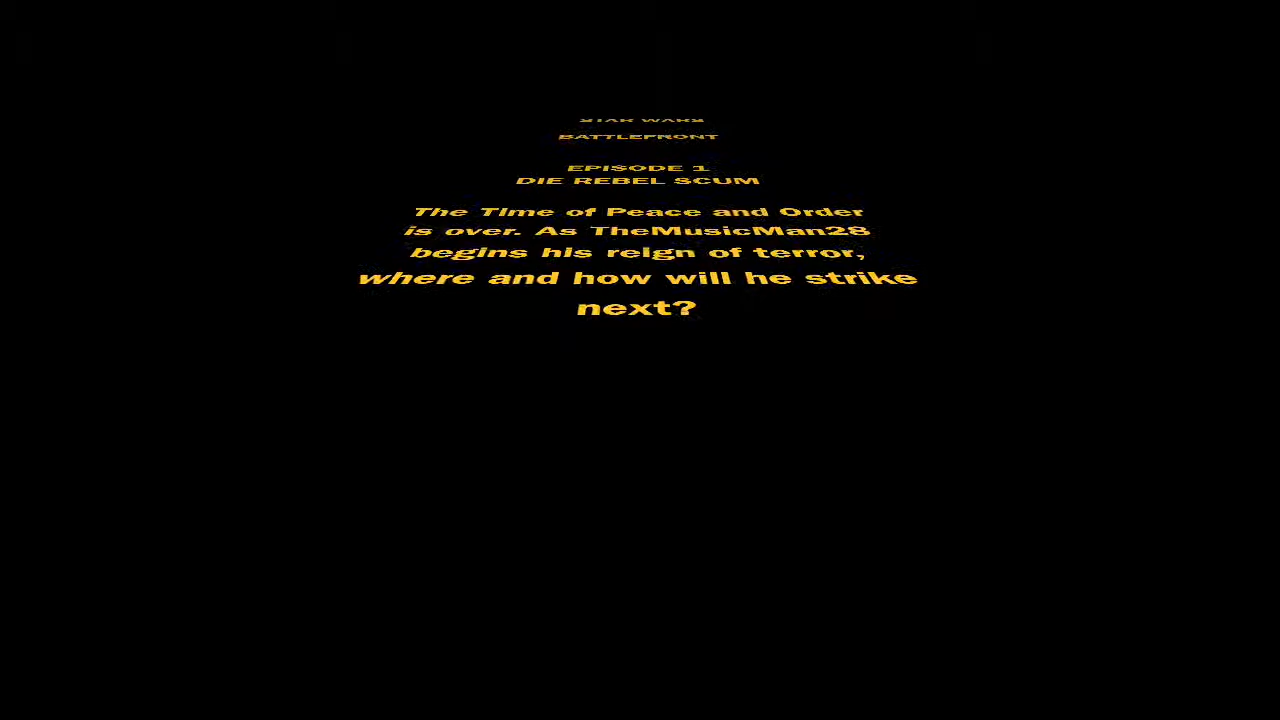 STAR WARS
BATTLEFRONT
EPISODE 1
DIE REBEL SCUM
The Time of Peace and Order
is over. As TheMusicMan28
begins his reign of terror,
where and how will he strike
next?